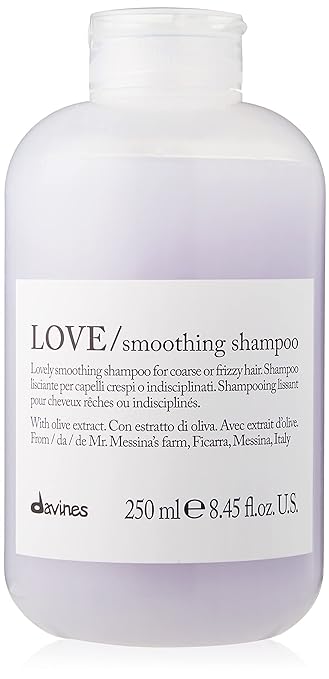 LOVE/smoothing shampoo
Lovely smoothing shampoo for coarse or frizzy hair. Shampoo
lisciante per capelli crespi o indisciplinati. Shampooing lissant
pour cheveux rêches ou indisciplinés.
With olive extract. Con estratto di oliva. Avec extrait d'olive.
From / da / de Mr. Messina's farm, Ficarra, Messina, Italy
davines 250 ml e 8.45 fl.oz. U.S.